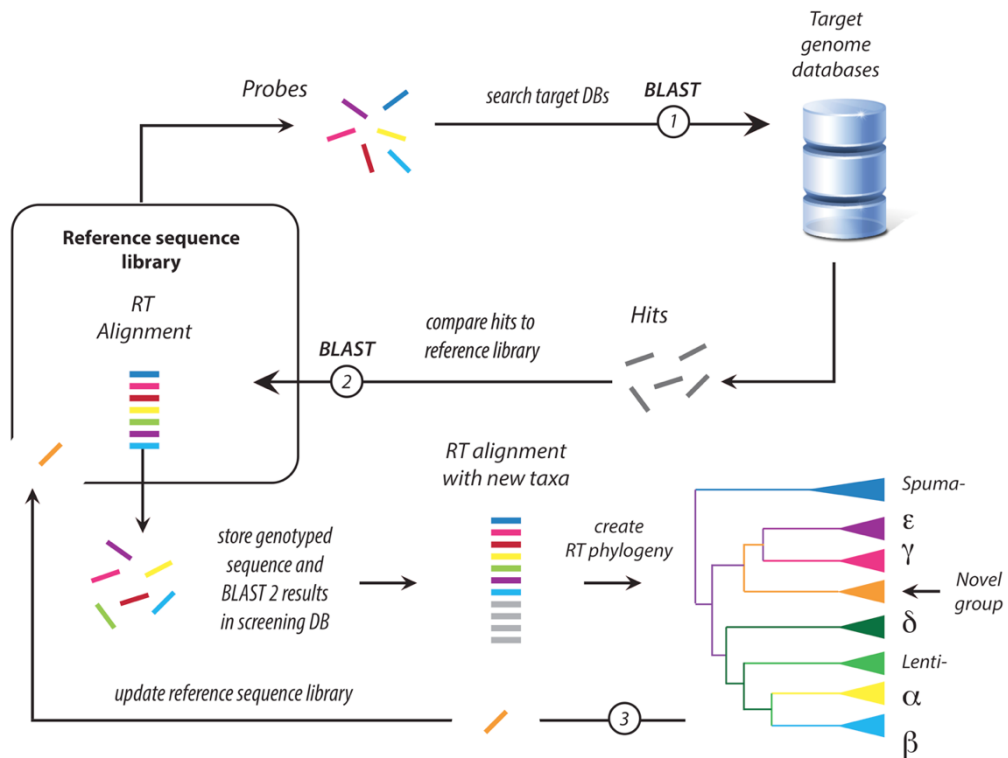 Target
genome
databases
Probes
search target DBs
BLAST
1
Reference sequence
library
RT
Alignment
BLAST
2
compare hits to
reference library
Hits
RT alignment
with new taxa
store genotyped
sequence and
BLAST 2 results
in screening DB
create
RT phylogeny
Spuma-
ε
γ
Novel
group
δ
Lenti-
α
β
update reference sequence library
3